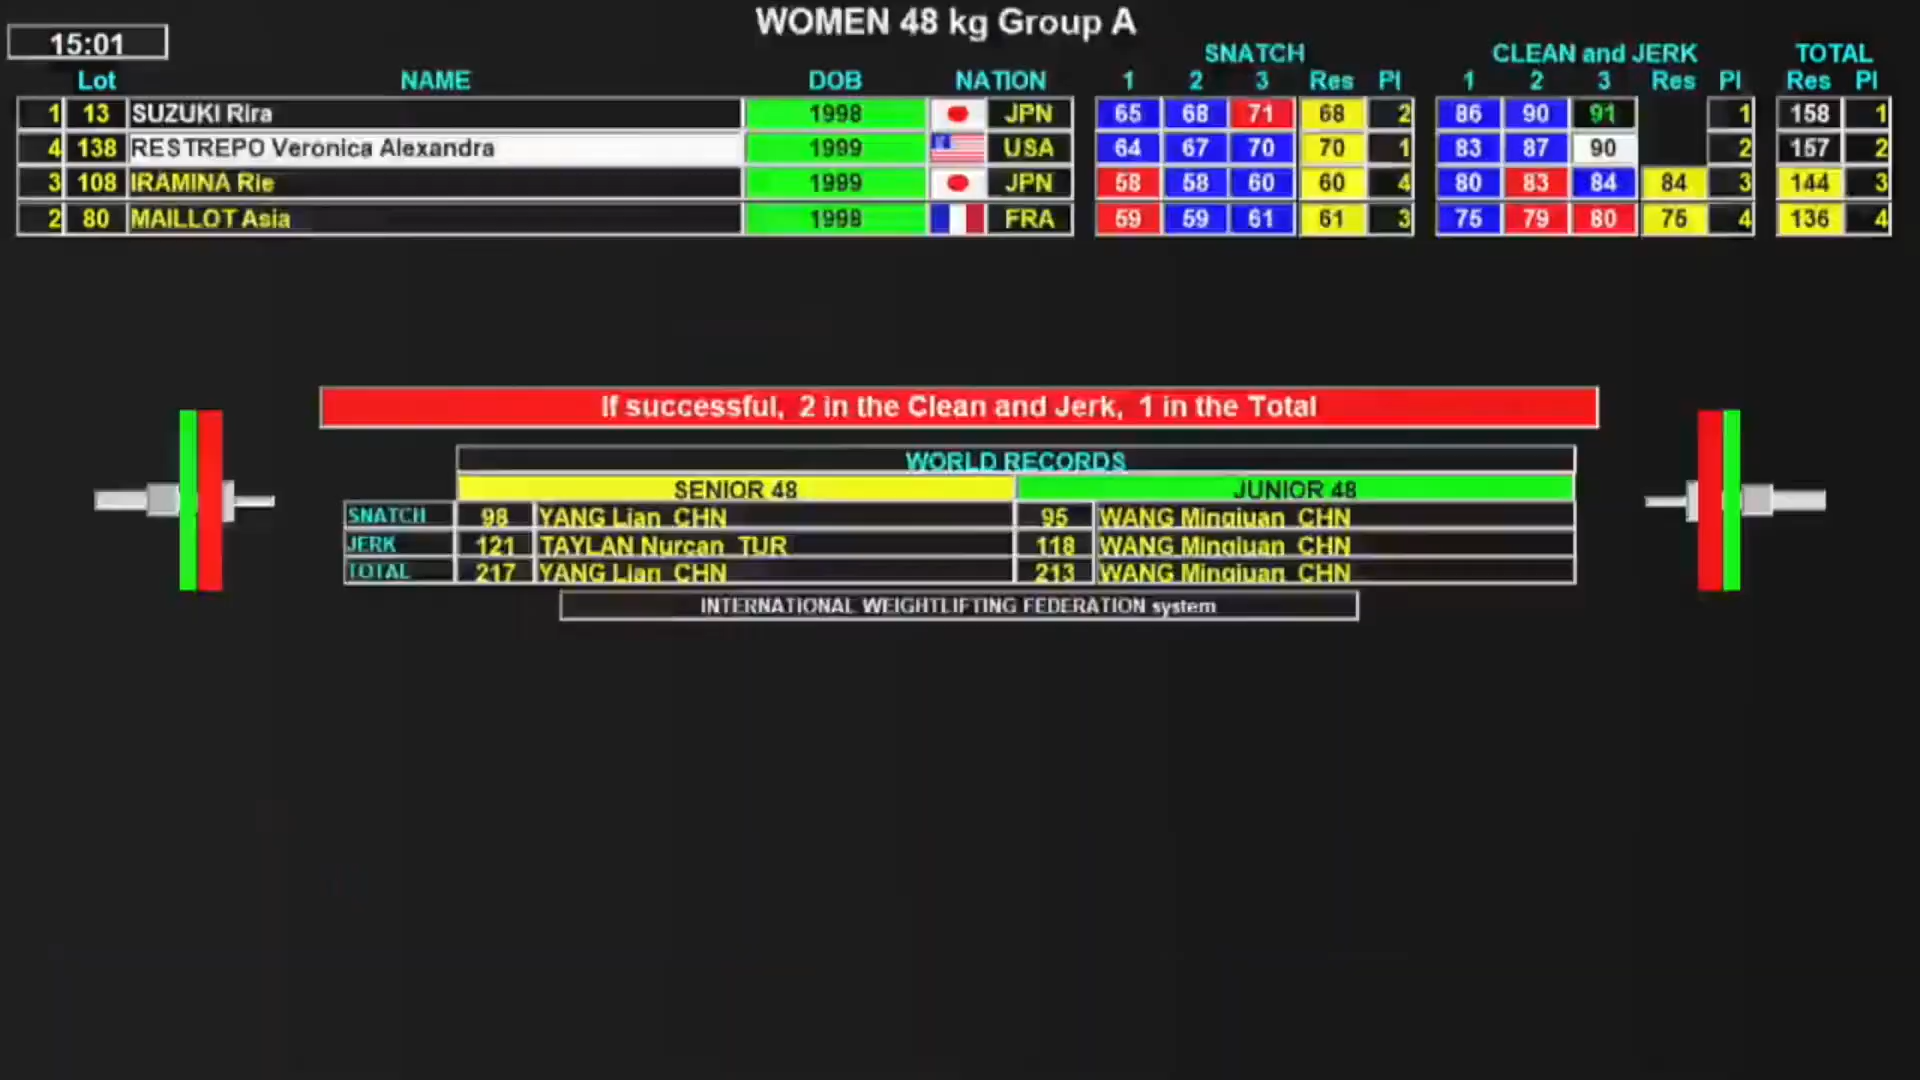 WOMEN 48 kg Group A
15:01
SNATCH CLEAN and JERK TOTAL
Lot NAME DOB NATION 1 2 3 Res Pl 1 2 3 Res Pl Res Pl
1 13 SUZUKI Rira 1998 JPN 65 68 71 68 2 86 90 91 1 158 1
4 138 RESTREPO Veronica Alexandra 1999 USA 64 67 70 70 1 83 87 90 2 157 2
3 108 IRAMINA Rie 1999 JPN 58 58 60 60 4 80 83 84 84 3 144 3
2 80 MAILLOT Asia 1998 FRA 59 59 61 61 3 75 79 80 75 4 136 4
If successful, 2 in the Clean and Jerk, 1 in the Total
WORLD RECORDS
SENIOR 48 JUNIOR 48
SNATCH 98 YANG Lian CHN 95 WANG Mingjuan CHN
JERK 121 TAYLAN Nurcan TUR 118 WANG Mingjuan CHN
TOTAL 217 YANG Lian CHN 213 WANG Mingjuan CHN
INTERNATIONAL WEIGHTLIFTING FEDERATION system